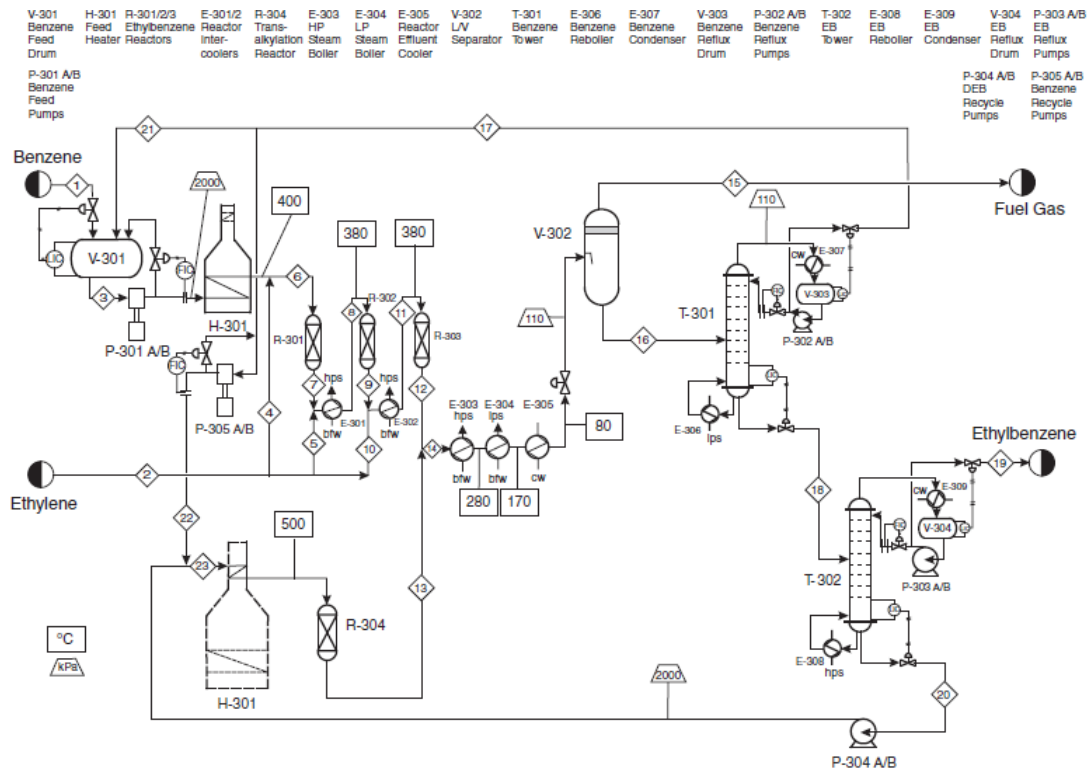 V-301 H-301 R-301/2/3 E-301/2 R-304 E-303 E-304 E-305 V-302 T-301 E-306 E-307 V-303 P-302 A/B T-302 E-308 E-309 V-304 P-303 A/B
Benzene Feed Ethylbenzene Reactor Trans- HP LP Reactor L/V Benzene Benzene Benzene Benzene Benzene EB EB EB EB EB
Feed Heater Reactors Inter- alkylation Steam Steam Effluent Separator Tower Reboiler Condenser Reflux Reflux Tower Reboiler Condenser Reflux Reflux
Drum coolers Reactor Boiler Boiler Cooler Drum Pumps Drum Pumps
P-301 A/B P-304 A/B P-305 A/B
Benzene DEB Benzene
Feed Recycle Recycle
Pumps Pumps Pumps
21 17
Benzene
1 2000 400 15
110
Fuel Gas
380 380
V-302
E-307
cw
LIC V-301 FIC 6 8 R-302 11
V-303 LIC
FIC
3 H-301 R-301 R-303 T-301
P-302 A/B
P-301 A/B 110 16
FIC 7 9 12
LIC
hps hps
4 E-303 E-304 E-305
E-301 E-302 hps lps E-306
P-305 A/B bfw bfw 80 lps
5 10 14
Ethylbenzene
2 bfw bfw cw 19
Ethylene 280 170 cw E-309
18
22 500 FIC V-304 LIC
23 13 T-302
P-303 A/B
R-304 LIC
°C
kPa E-308
hps
H-301 2000 20
P-304 A/B